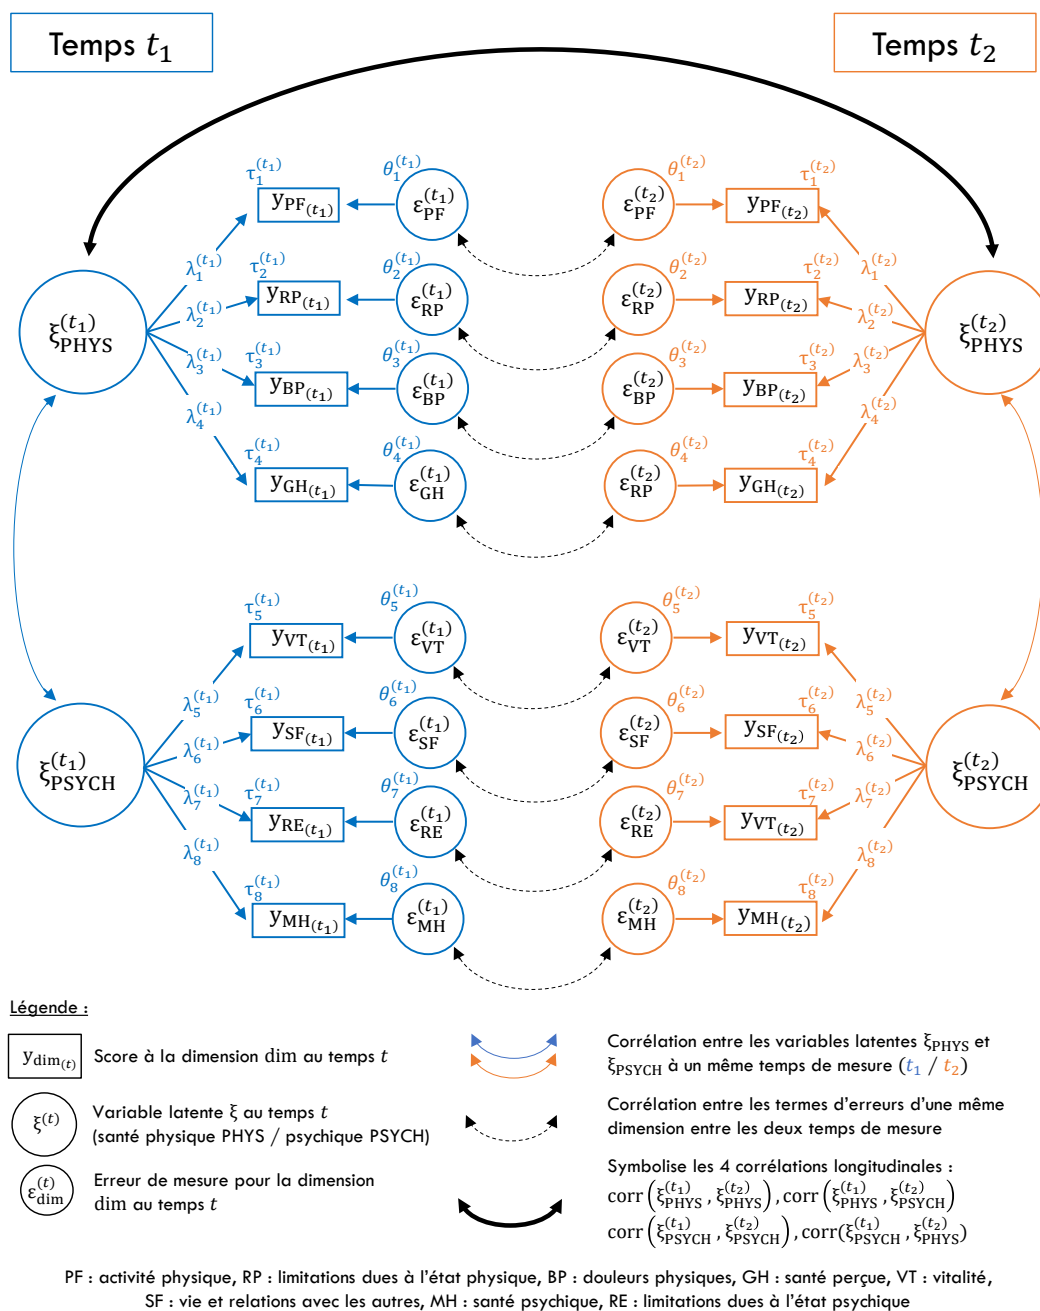 Temps t₁
Temps t₂
τ₁^(t₁) θ₁^(t₁) θ₁^(t₂) τ₁^(t₂)
y_PF(t₁) ε_PF^(t₁) ε_PF^(t₂) y_PF(t₂)
λ₁^(t₁) τ₂^(t₁) θ₂^(t₁) θ₂^(t₂) τ₂^(t₂) λ₁^(t₂)
y_RP(t₁) ε_RP^(t₁) ε_RP^(t₂) y_RP(t₂)
λ₂^(t₁) λ₂^(t₂)
ξ_PHYS^(t₁) ξ_PHYS^(t₂)
λ₃^(t₁) τ₃^(t₁) θ₃^(t₁) θ₃^(t₂) τ₃^(t₂) λ₃^(t₂)
y_BP(t₁) ε_BP^(t₁) ε_BP^(t₂) y_BP(t₂)
λ₄^(t₁) λ₄^(t₂)
τ₄^(t₁) θ₄^(t₁) θ₄^(t₂) τ₄^(t₂)
y_GH(t₁) ε_GH^(t₁) ε_RP^(t₂) y_GH(t₂)
τ₅^(t₁) θ₅^(t₁) θ₅^(t₂) τ₅^(t₂)
y_VT(t₁) ε_VT^(t₁) ε_VT^(t₂) y_VT(t₂)
λ₅^(t₁) τ₆^(t₁) θ₆^(t₁) θ₆^(t₂) τ₆^(t₂) λ₅^(t₂)
y_SF(t₁) ε_SF^(t₁) ε_SF^(t₂) y_SF(t₂)
λ₆^(t₁) λ₆^(t₂)
ξ_PSYCH^(t₁) ξ_PSYCH^(t₂)
λ₇^(t₁) τ₇^(t₁) θ₇^(t₁) θ₇^(t₂) τ₇^(t₂) λ₇^(t₂)
y_RE(t₁) ε_RE^(t₁) ε_RE^(t₂) y_VT(t₂)
λ₈^(t₁) λ₈^(t₂)
τ₈^(t₁) θ₈^(t₁) θ₈^(t₂) τ₈^(t₂)
y_MH(t₁) ε_MH^(t₁) ε_MH^(t₂) y_MH(t₂)
Légende :
y_dim(t) Score à la dimension dim au temps t
ξ^(t) Variable latente ξ au temps t
(santé physique PHYS / psychique PSYCH)
ε_dim^(t) Erreur de mesure pour la dimension
dim au temps t
Corrélation entre les variables latentes ξ_PHYS et
ξ_PSYCH à un même temps de mesure (t₁ / t₂)
Corrélation entre les termes d'erreurs d'une même
dimension entre les deux temps de mesure
Symbolise les 4 corrélations longitudinales :
corr(ξ_PHYS^(t₁) , ξ_PHYS^(t₂)) , corr(ξ_PHYS^(t₁) , ξ_PSYCH^(t₂))
corr(ξ_PSYCH^(t₁) , ξ_PSYCH^(t₂)) , corr(ξ_PSYCH^(t₁) , ξ_PHYS^(t₂))
PF : activité physique, RP : limitations dues à l'état physique, BP : douleurs physiques, GH : santé perçue, VT : vitalité,
SF : vie et relations avec les autres, MH : santé psychique, RE : limitations dues à l'état psychique